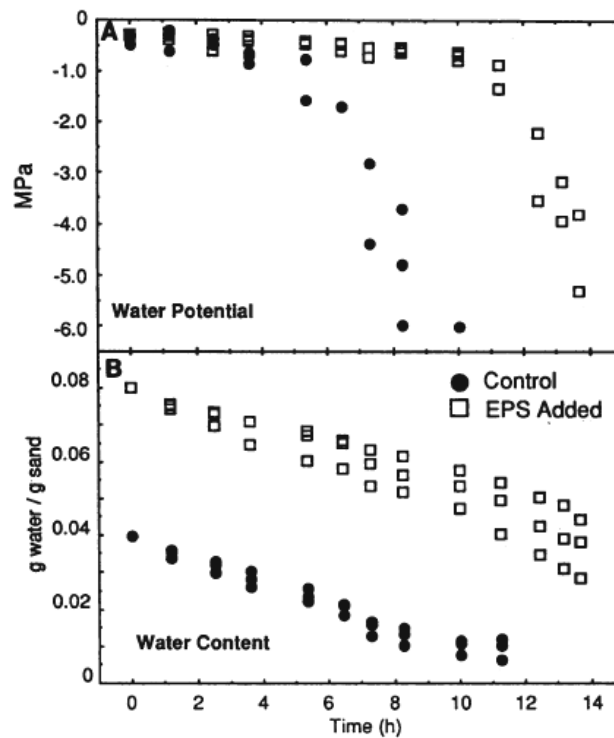 A
0
-1.0
-2.0
-3.0
-4.0
-5.0
-6.0
MPa
Water Potential
B
0.08
0.06
0.04
0.02
0
g water / g sand
Control
EPS Added
Water Content
0 2 4 6 8 10 12 14
Time (h)